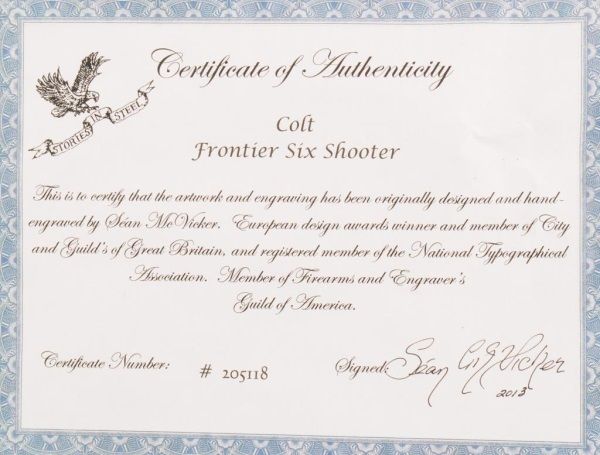 Certificate of Authenticity
STORIES IN STEEL
Colt
Frontier Six Shooter
This is to certify that the artwork and engraving has been originally designed and hand-
engraved by Séan McVicker. European design awards winner and member of City
and Guild's of Great Britain, and registered member of the National Typographical
Association. Member of Firearms and Engraver's
Guild of America.
Certificate Number: # 205118 Signed: Séan McVicker
2013